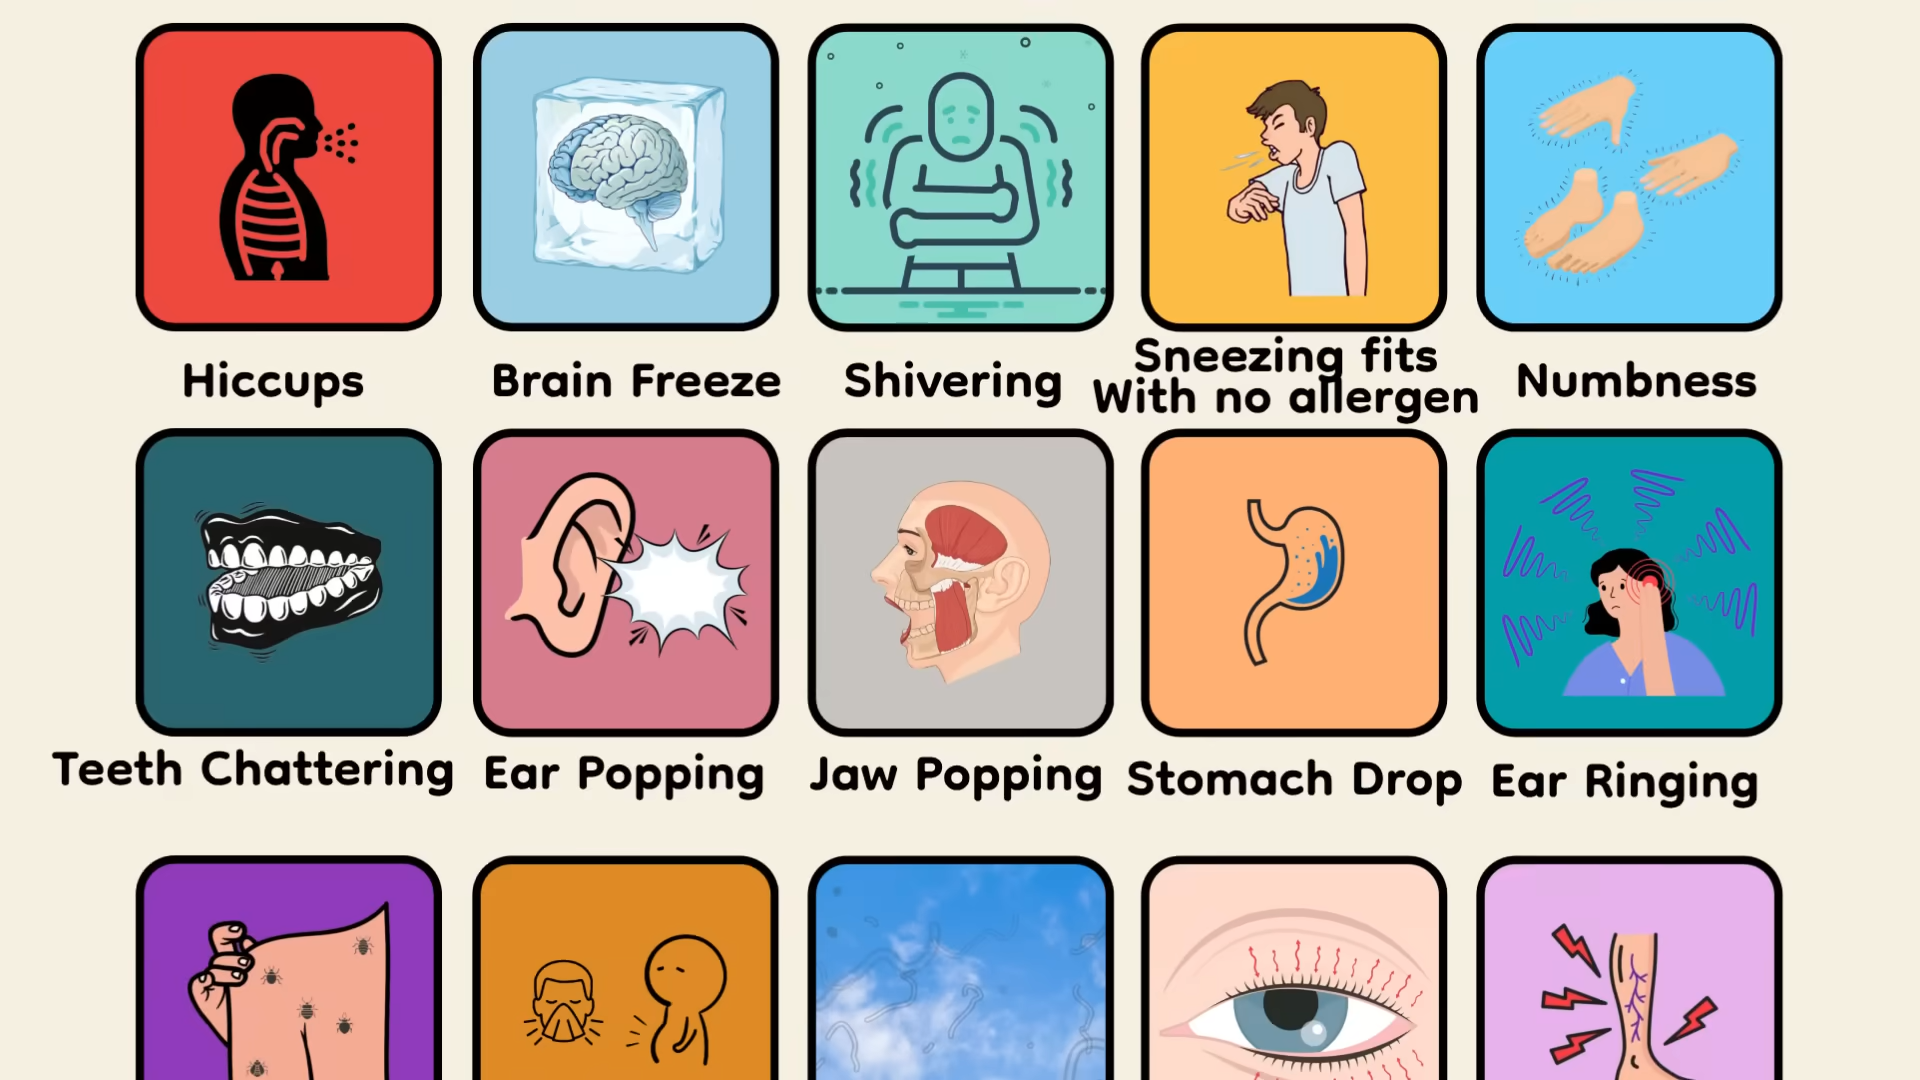 Hiccups
Brain Freeze
Shivering
Sneezing fits
With no allergen
Numbness
Teeth Chattering
Ear Popping
Jaw Popping
Stomach Drop
Ear Ringing